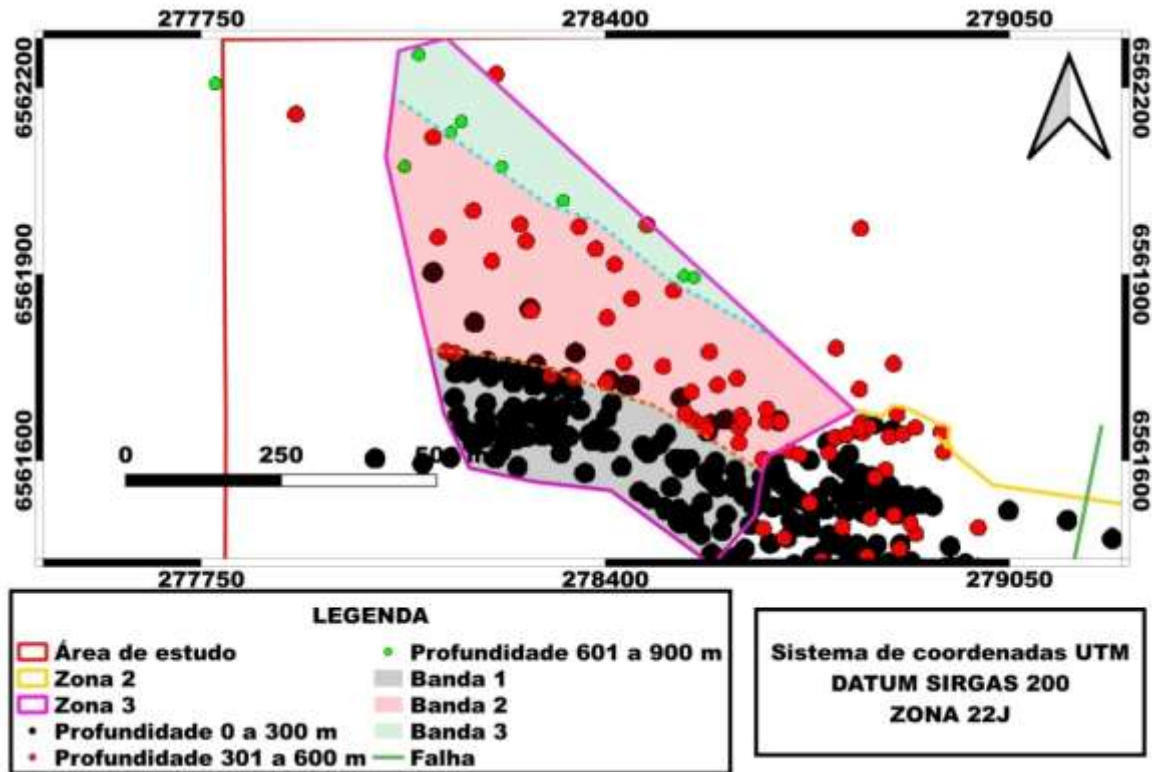 277750 278400 279050
6562200 6562200
6561900 6561900
6561600 6561600
0 250
277750 278400 279050
LEGENDA
Área de estudo
Zona 2
Zona 3
Profundidade 0 a 300 m
Profundidade 301 a 600 m
Profundidade 601 a 900 m
Banda 1
Banda 2
Banda 3
Falha
Sistema de coordenadas UTM
DATUM SIRGAS 200
ZONA 22J